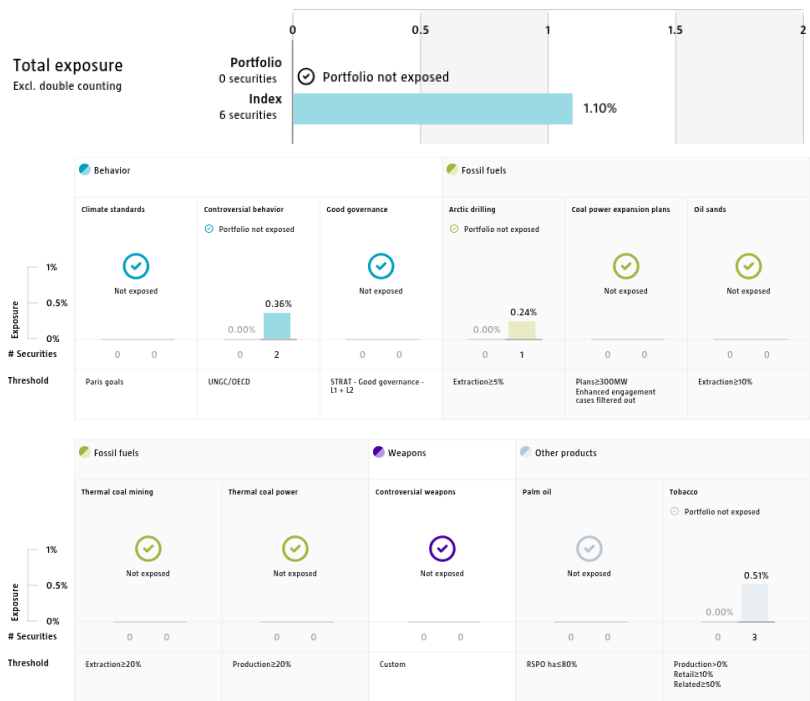 0 0.5 1 1.5 2
Total exposure
Excl. double counting
Portfolio
0 securities
Portfolio not exposed
Index
6 securities
1.10%
Behavior
Fossil fuels
Climate standards
Controversial behavior
Good governance
Arctic drilling
Coal power expansion plans
Oil sands
Portfolio not exposed
Portfolio not exposed
Not exposed
Not exposed
Not exposed
Not exposed
Exposure
1%
0.5%
0%
0.00%
0.36%
0.00%
0.24%
# Securities
0 0 0 2 0 0 0 1 0 0 0 0
Threshold
Paris goals
UNGC/OECD
STRAT - Good governance -
L1 + L2
Extraction≥5%
Plans≥300MW
Enhanced engagement
cases filtered out
Extraction≥10%
Fossil fuels
Weapons
Other products
Thermal coal mining
Thermal coal power
Controversial weapons
Palm oil
Tobacco
Portfolio not exposed
Not exposed
Not exposed
Not exposed
Not exposed
Exposure
1%
0.5%
0%
0.00%
0.51%
# Securities
0 0 0 0 0 0 0 0 0 3
Threshold
Extraction≥20%
Production≥20%
Custom
RSPO ha≤80%
Production>0%
Retail≥10%
Related≥50%